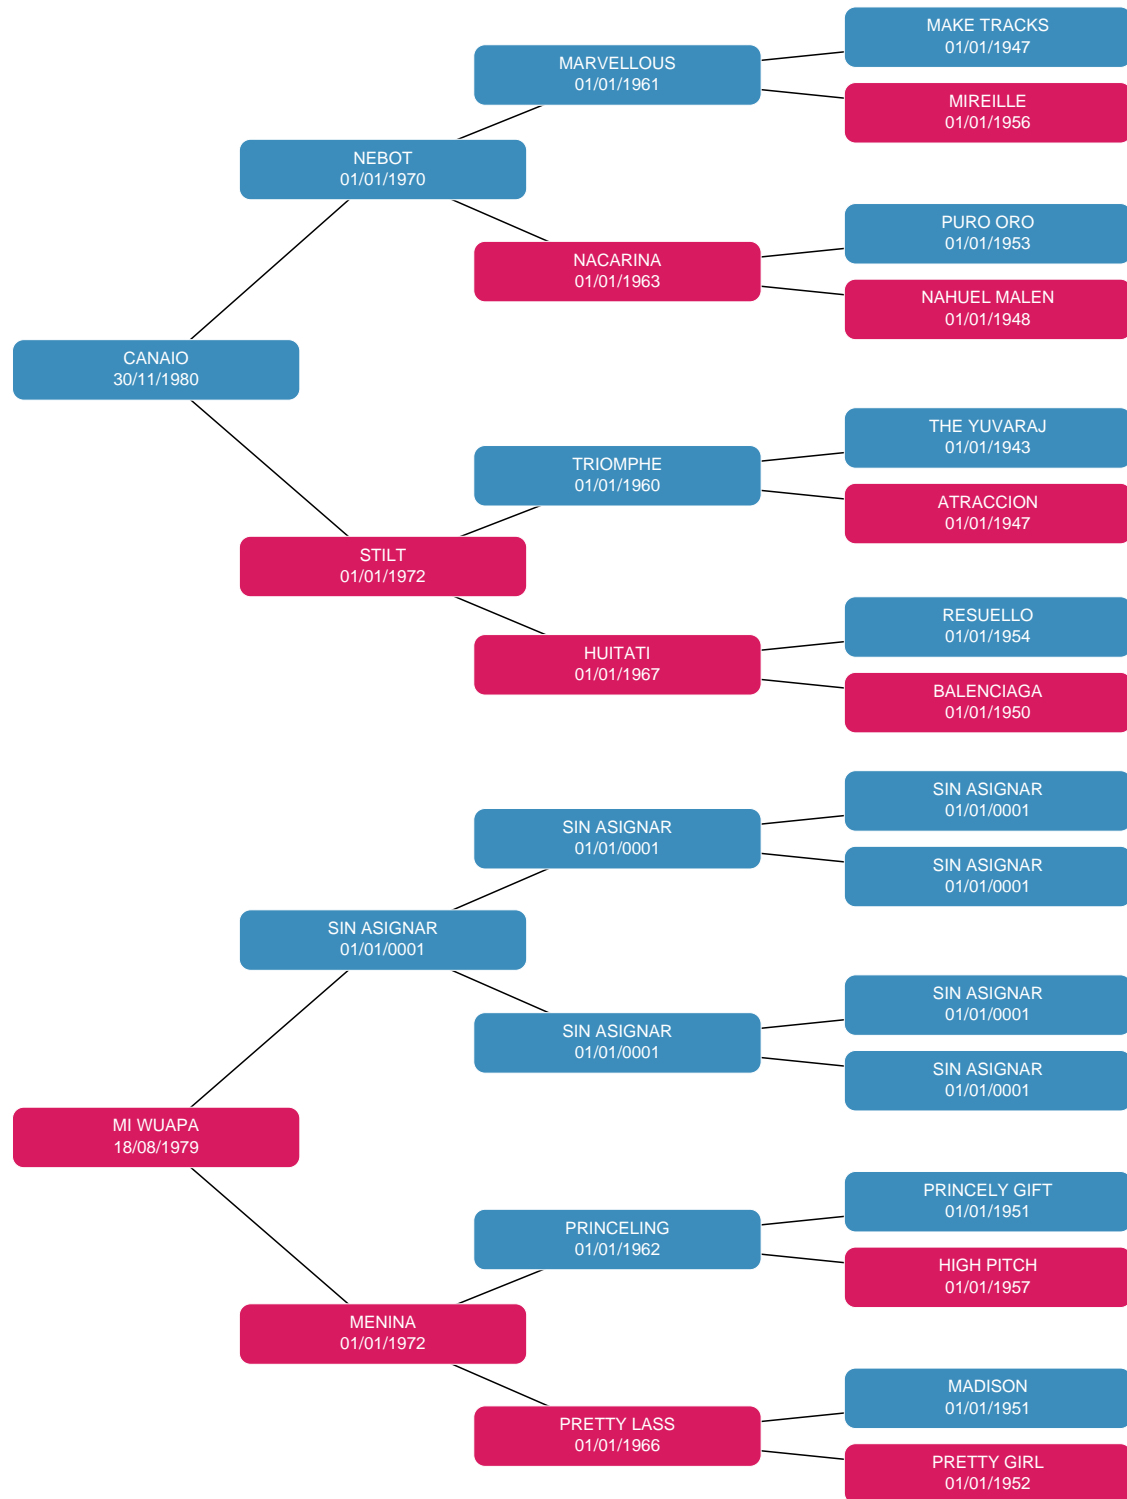 MAKE TRACKS
01/01/1947
MARVELLOUS
01/01/1961
MIREILLE
01/01/1956
NEBOT
01/01/1970
PURO ORO
01/01/1953
NACARINA
01/01/1963
NAHUEL MALEN
01/01/1948
CANAIO
30/11/1980
THE YUVARAJ
01/01/1943
TRIOMPHE
01/01/1960
ATRACCION
01/01/1947
STILT
01/01/1972
RESUELLO
01/01/1954
HUITATI
01/01/1967
BALENCIAGA
01/01/1950
SIN ASIGNAR
01/01/0001
SIN ASIGNAR
01/01/0001
SIN ASIGNAR
01/01/0001
SIN ASIGNAR
01/01/0001
SIN ASIGNAR
01/01/0001
SIN ASIGNAR
01/01/0001
SIN ASIGNAR
01/01/0001
MI WUAPA
18/08/1979
PRINCELY GIFT
01/01/1951
PRINCELING
01/01/1962
HIGH PITCH
01/01/1957
MENINA
01/01/1972
MADISON
01/01/1951
PRETTY LASS
01/01/1966
PRETTY GIRL
01/01/1952